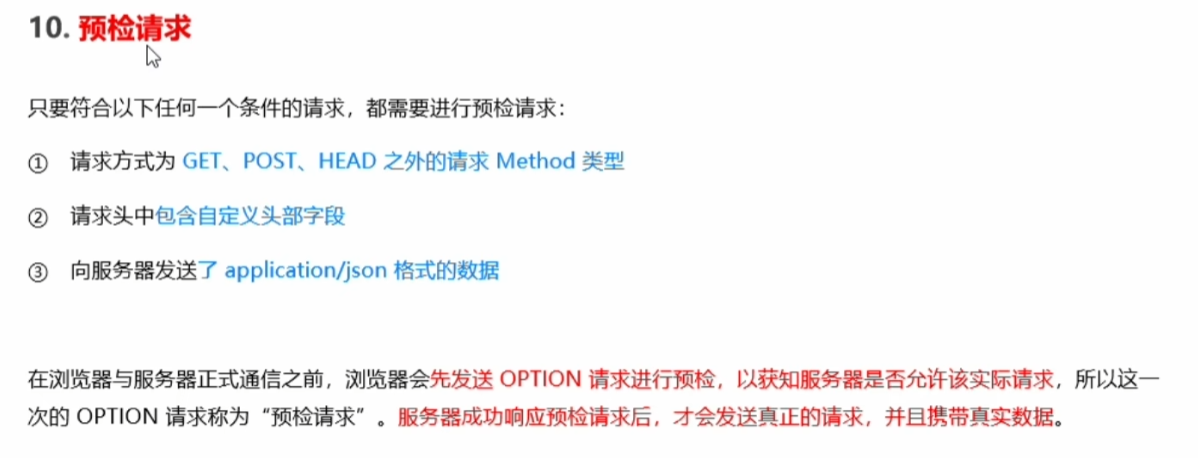 10. 预检请求
只要符合以下任何一个条件的请求，都需要进行预检请求：
① 请求方式为 GET、POST、HEAD 之外的请求 Method 类型
② 请求头中包含自定义头部字段
③ 向服务器发送了 application/json 格式的数据
在浏览器与服务器正式通信之前，浏览器会先发送 OPTION 请求进行预检，以获知服务器是否允许该实际请求，所以这一
次的 OPTION 请求称为“预检请求”。服务器成功响应预检请求后，才会发送真正的请求，并且携带真实数据。